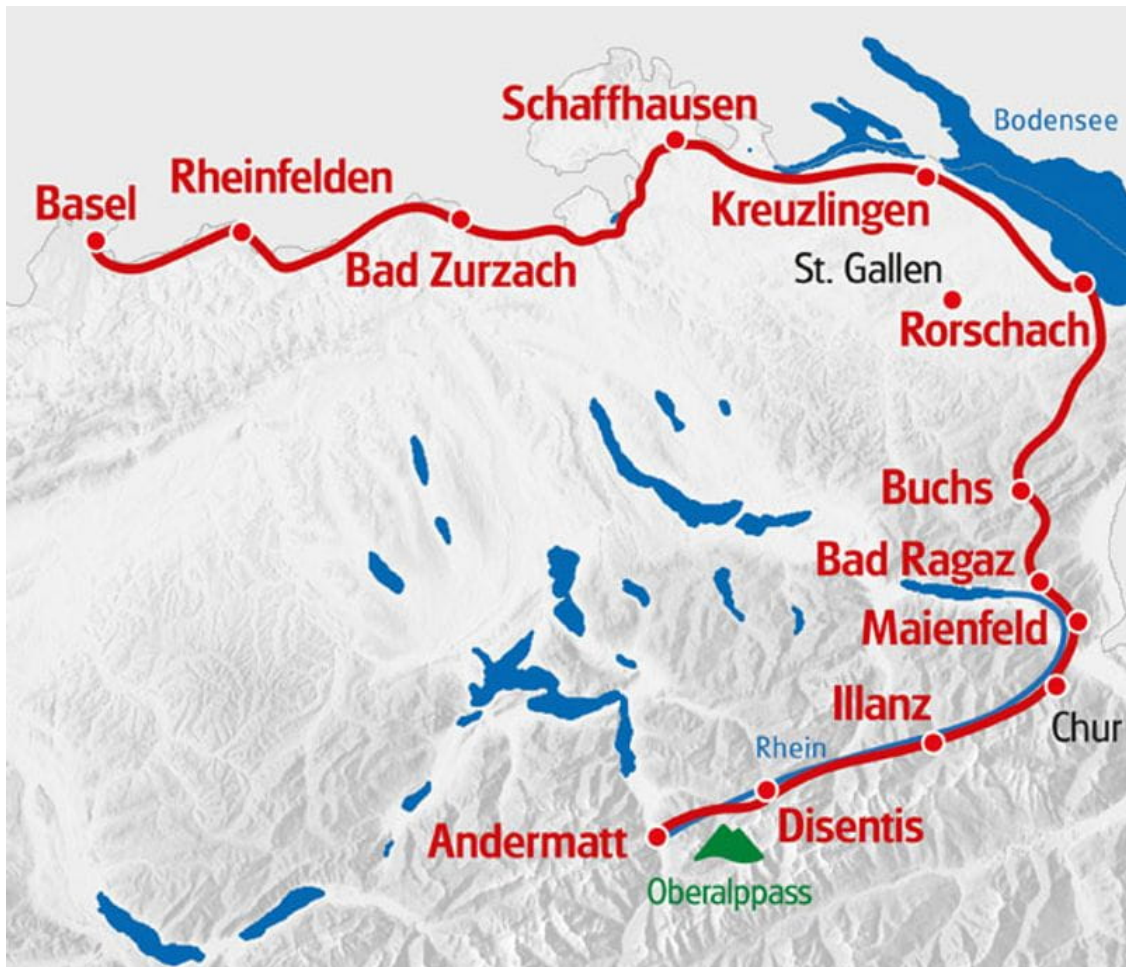 Schaffhausen
Bodensee
Rheinfelden
Basel
Kreuzlingen
Bad Zurzach
St. Gallen
Rorschach
Buchs
Bad Ragaz
Maienfeld
Illanz
Chur
Rhein
Disentis
Andermatt
Oberalppass